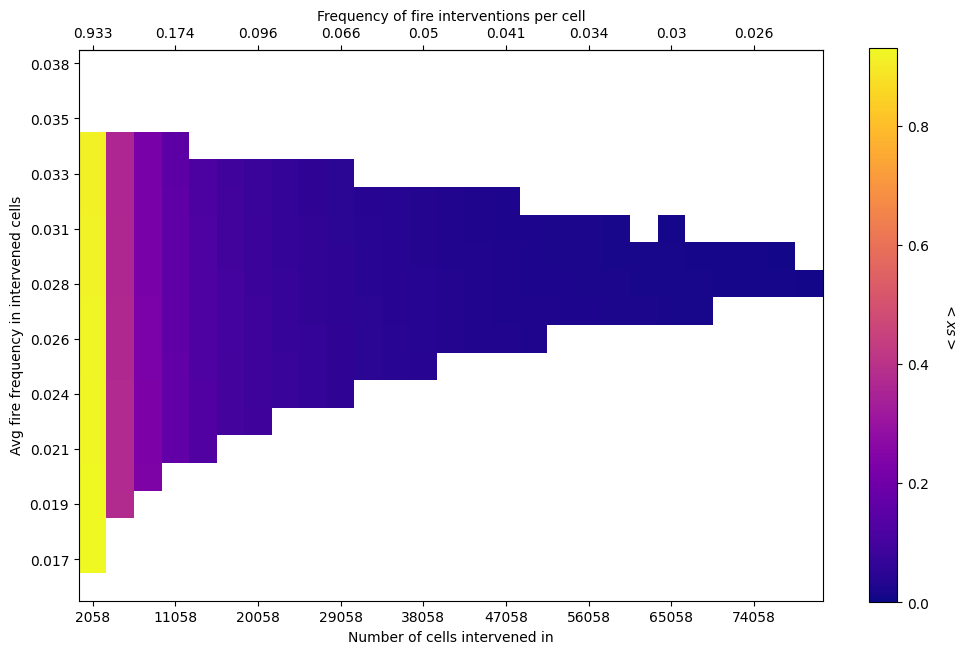 Frequency of fire interventions per cell
0.933 0.174 0.096 0.066 0.05 0.041 0.034 0.03 0.026
0.038
0.035
0.033
0.031
0.028
0.026
0.024
0.021
0.019
0.017
Avg fire frequency in intervened cells
2058 11058 20058 29058 38058 47058 56058 65058 74058
Number of cells intervened in
0.8
0.6
0.4
0.2
0.0
< sx >